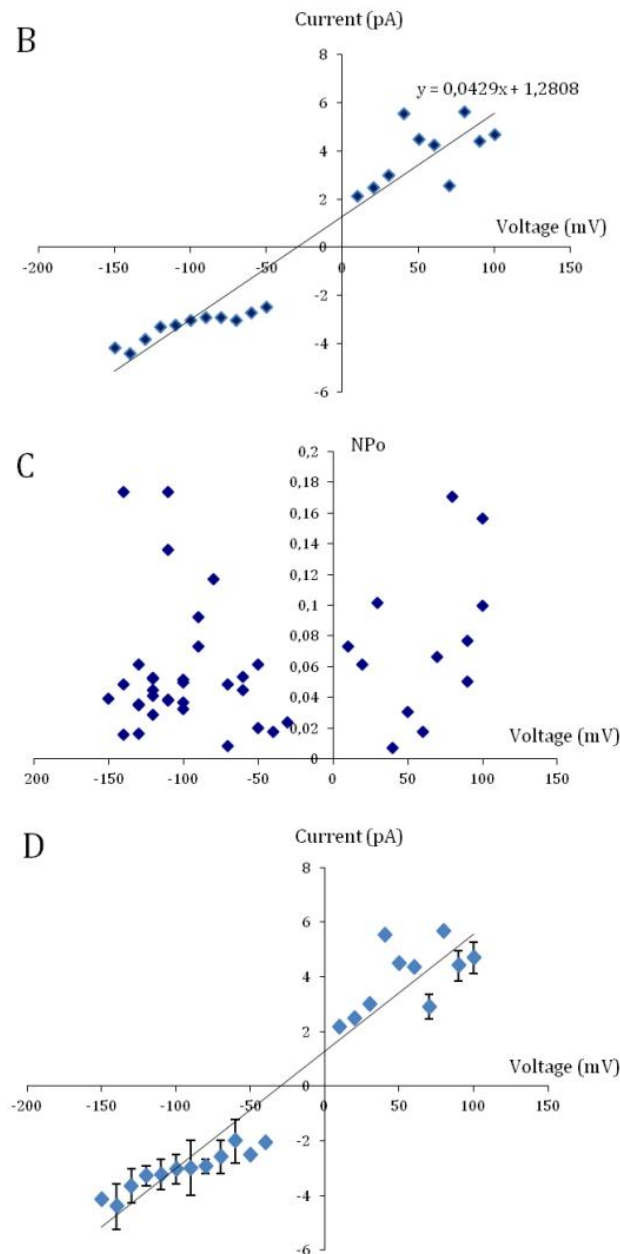 B
Current (pA)
8
y = 0,0429x + 1,2808
6
4
2
Voltage (mV)
0
-200 -150 -100 -50 0 50 100 150
-2
-4
-6
C
NPo
0,2
0,18
0,16
0,14
0,12
0,1
0,08
0,06
0,04
0,02
Voltage (mV)
0
200 -150 -100 -50 0 50 100 150
D
Current (pA)
8
6
4
2
Voltage (mV)
0
-200 -150 -100 -50 0 50 100 150
-2
-4
-6